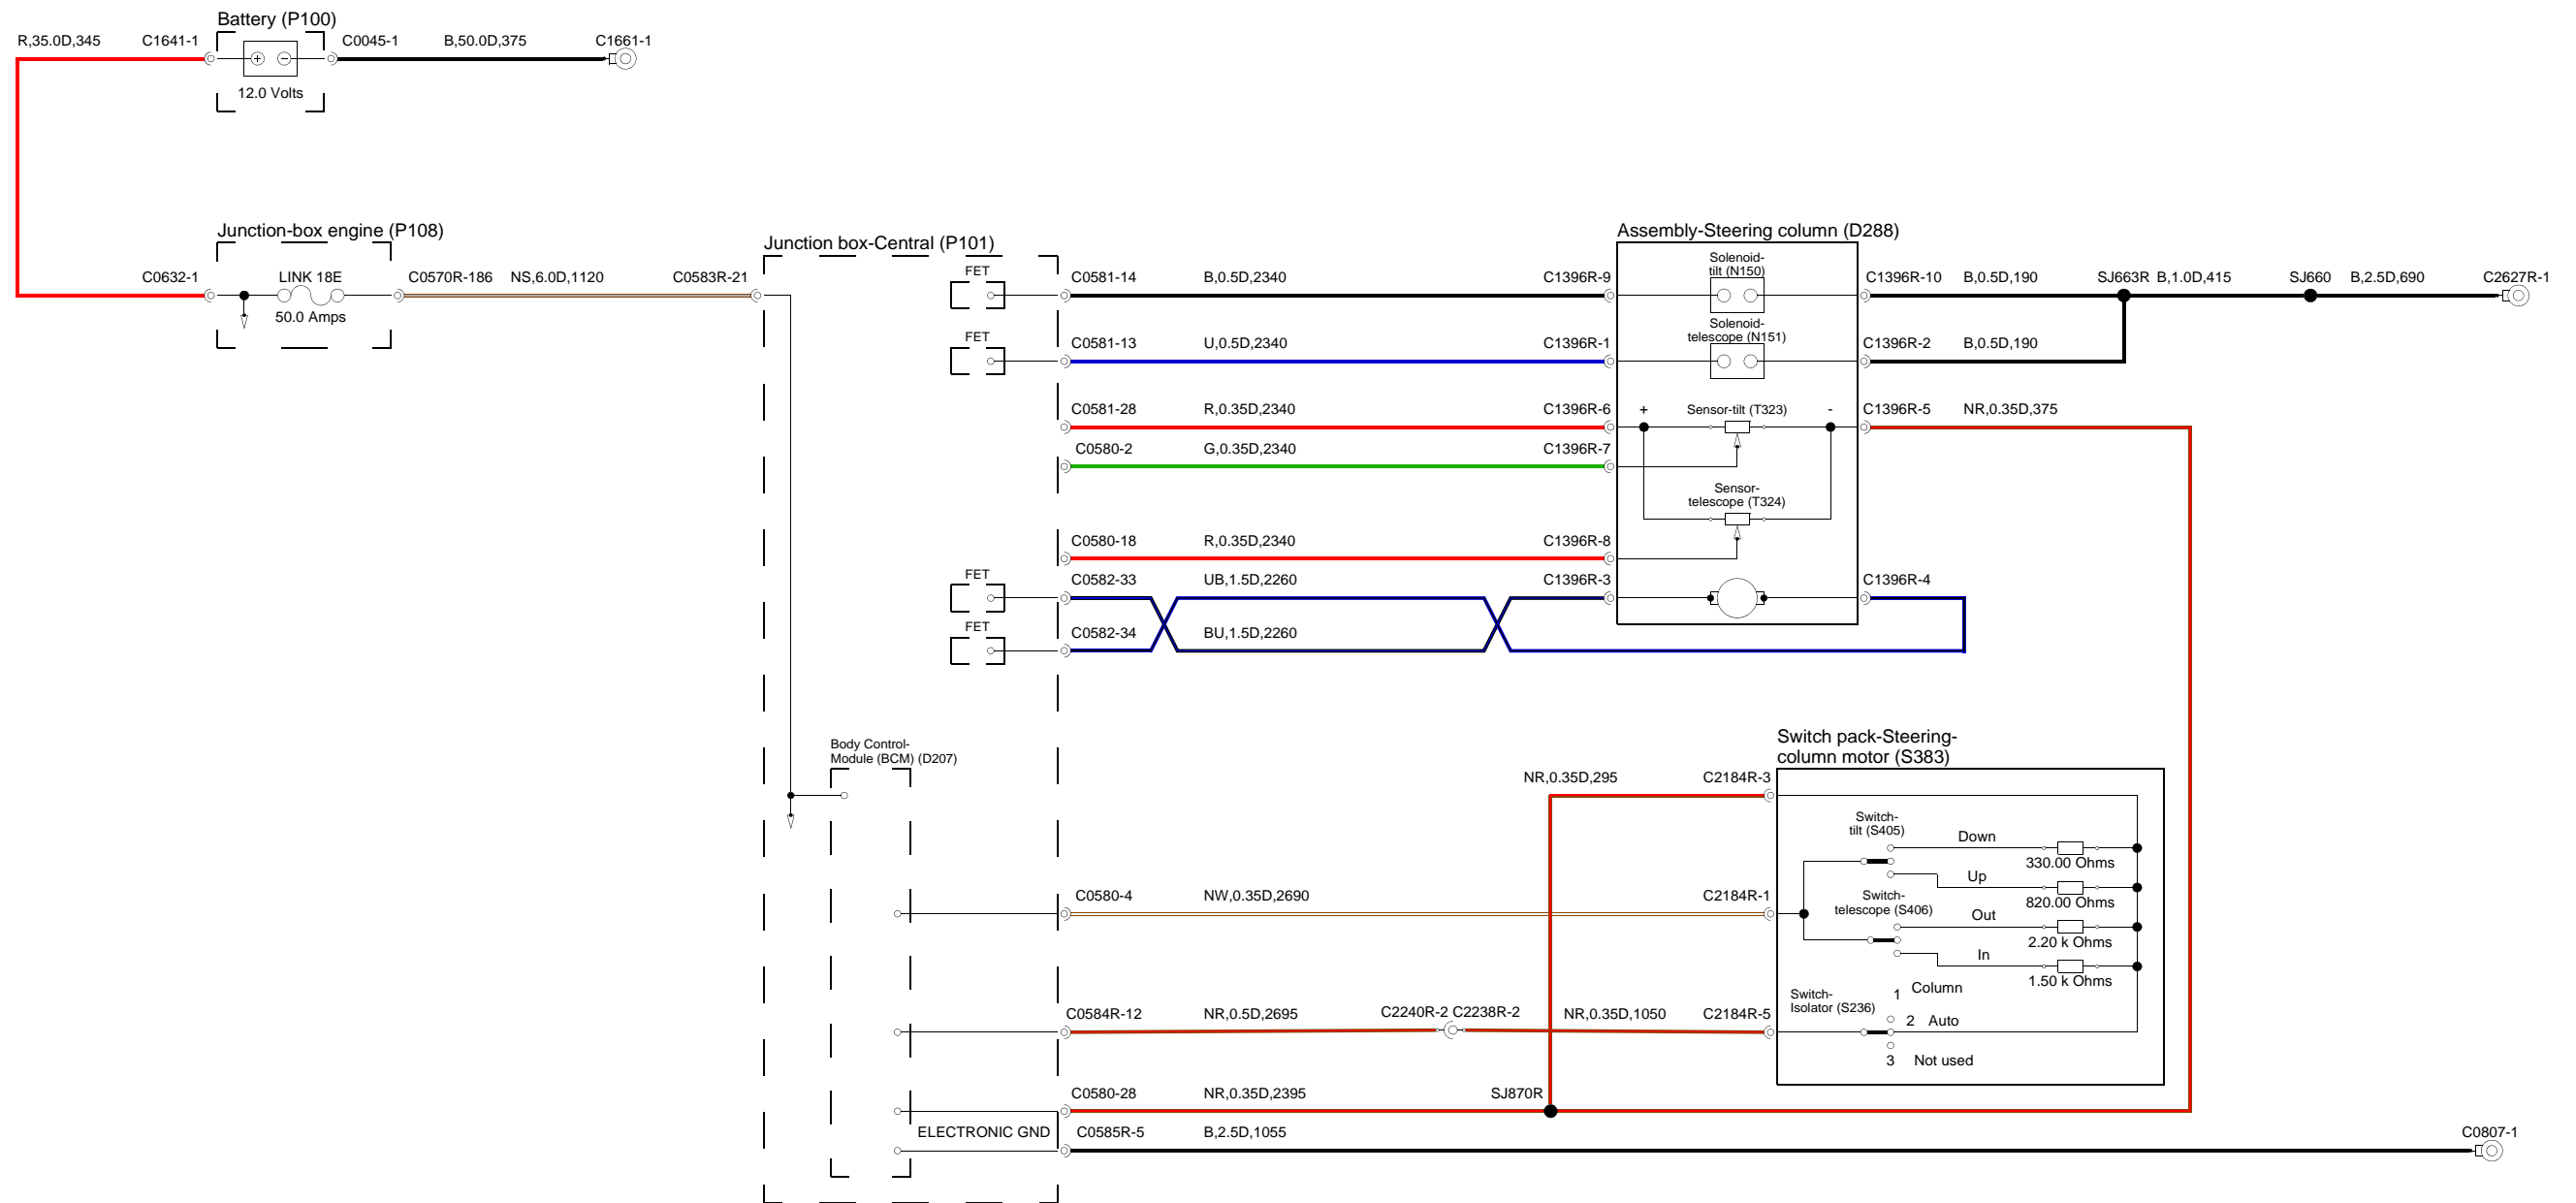 Battery (P100)
R,35.0D,345 C1641-1 C0045-1 B,50.0D,375 C1661-1
12.0 Volts
Junction-box engine (P108)
C0632-1 LINK 18E C0570R-186 NS,6.0D,1120 C0583R-21
50.0 Amps
Junction box-Central (P101)
Assembly-Steering column (D288)
FET C0581-14 B,0.5D,2340 C1396R-9
Solenoid-
tilt (N150)
C1396R-10 B,0.5D,190 SJ663R B,1.0D,415 SJ660 B,2.5D,690 C2627R-1
FET C0581-13 U,0.5D,2340 C1396R-1
Solenoid-
telescope (N151)
C1396R-2 B,0.5D,190
C0581-28 R,0.35D,2340 C1396R-6 + Sensor-tilt (T323) - C1396R-5 NR,0.35D,375
C0580-2 G,0.35D,2340 C1396R-7
Sensor-
telescope (T324)
C0580-18 R,0.35D,2340 C1396R-8
FET C0582-33 UB,1.5D,2260 C1396R-3 C1396R-4
FET C0582-34 BU,1.5D,2260
Body Control-
Module (BCM) (D207)
Switch pack-Steering-
column motor (S383)
NR,0.35D,295 C2184R-3
Switch-
tilt (S405)
Down
330.00 Ohms
Up
820.00 Ohms
C0580-4 NW,0.35D,2690 C2184R-1
Switch-
telescope (S406)
Out
2.20 k Ohms
In
1.50 k Ohms
C0584R-12 NR,0.5D,2695 C2240R-2 C2238R-2 NR,0.35D,1050 C2184R-5
Switch-
Isolator (S236)
1 Column
2 Auto
3 Not used
C0580-28 NR,0.35D,2395 SJ870R
ELECTRONIC GND C0585R-5 B,2.5D,1055 C0807-1